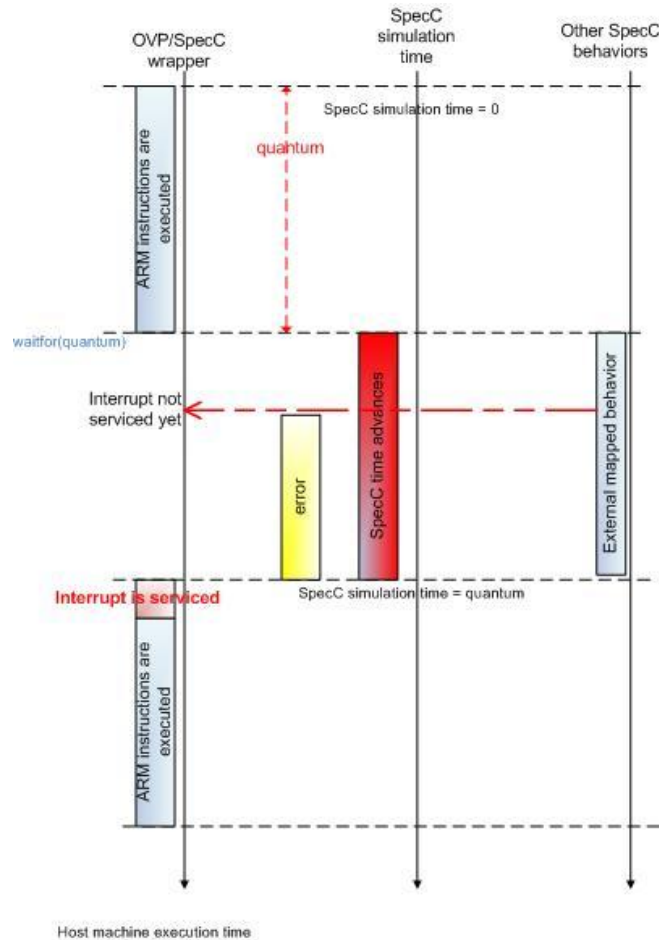 OVP/SpecC
wrapper
SpecC
simulation
time
Other SpecC
behaviors
SpecC simulation time = 0
quantum
ARM instructions are
executed
waitfor(quantum)
Interrupt not
serviced yet
error
SpecC time advances
External mapped behavior
Interrupt is serviced
SpecC simulation time = quantum
ARM instructions are
executed
Host machine execution time